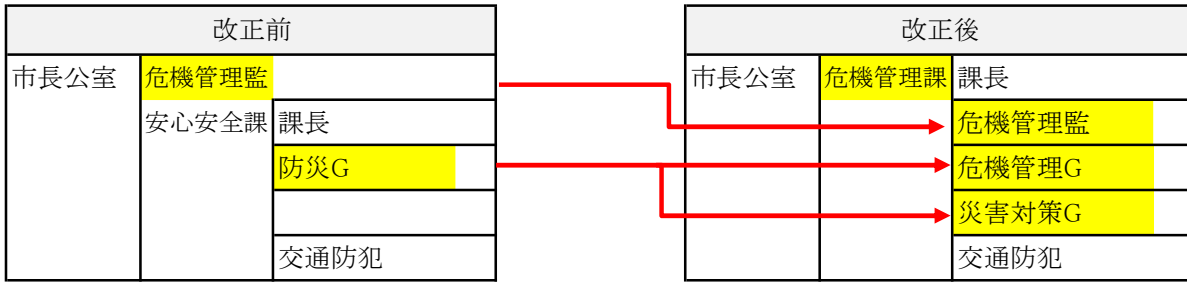 改正前
市長公室 危機管理監
安心安全課 課長
防災G
交通防犯
改正後
市長公室 危機管理課 課長
危機管理監
危機管理G
災害対策G
交通防犯